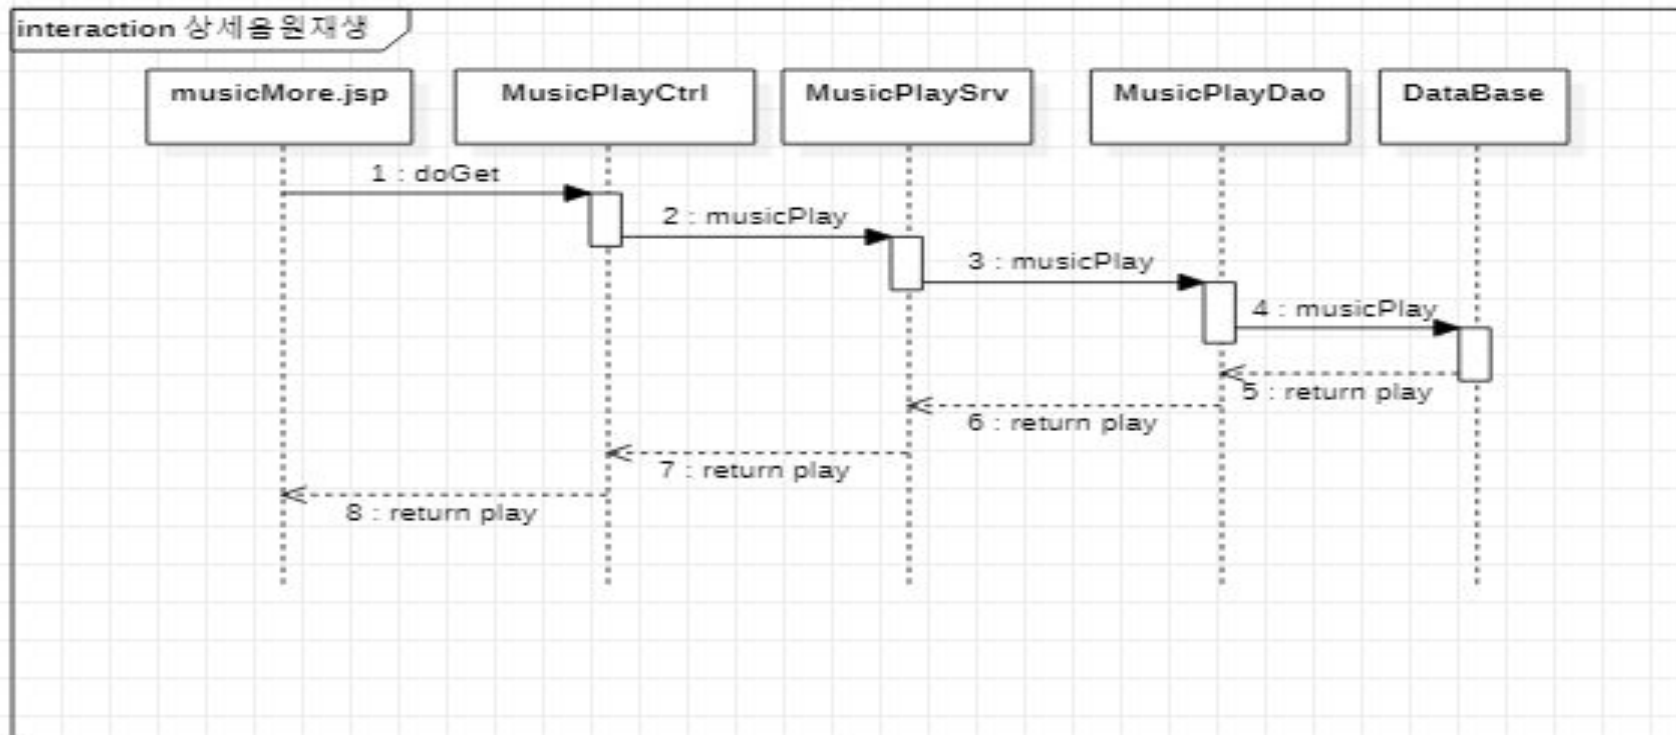 interaction 상세음원재생
musicMore.jsp
MusicPlayCtrl
MusicPlaySrv
MusicPlayDao
DataBase
1 : doGet
2 : musicPlay
3 : musicPlay
4 : musicPlay
5 : return play
6 : return play
7 : return play
8 : return play